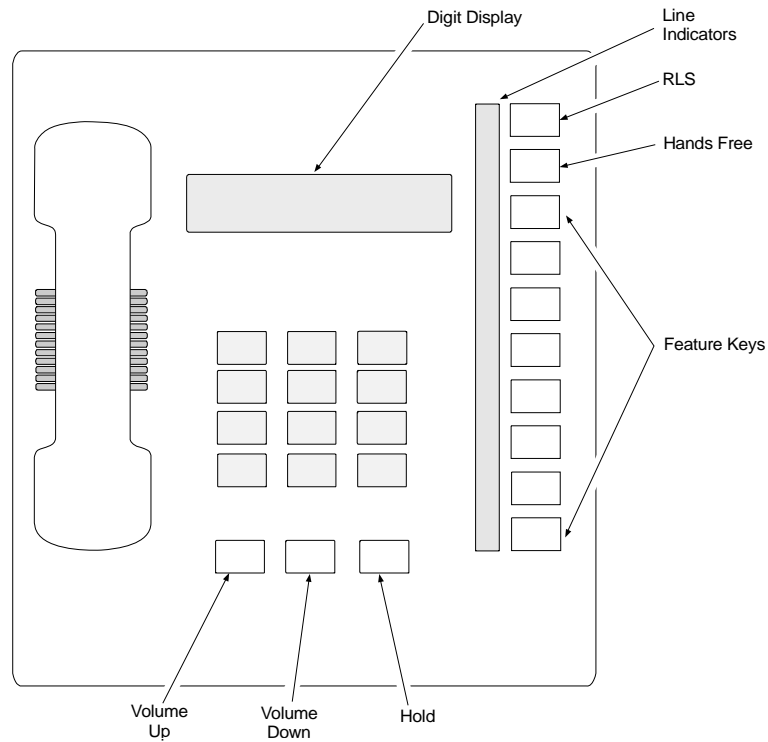 Digit Display
Line
Indicators
RLS
Hands Free
Feature Keys
Volume
Up
Volume
Down
Hold